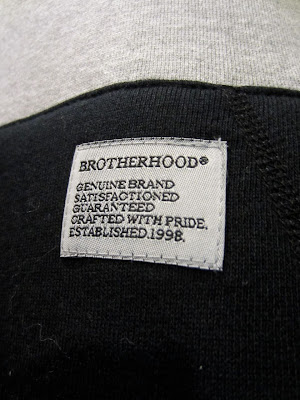 BROTHERHOOD®
GENUINE BRAND
SATISFACTIONED
GUARANTEED
CRAFTED WITH PRIDE.
ESTABLISHED.1998.